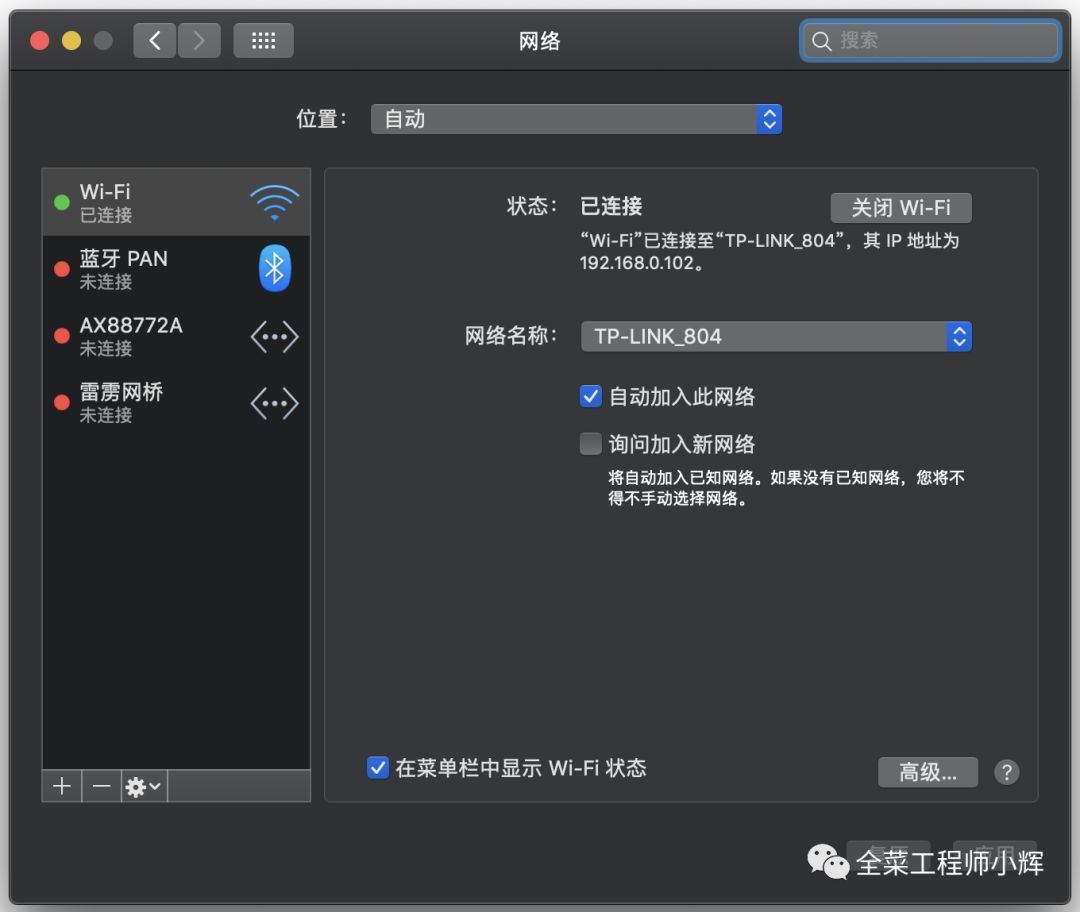 网络
搜索
位置：
自动
Wi-Fi
已连接
蓝牙 PAN
未连接
AX88772A
未连接
雷雳网桥
未连接
状态：
已连接
关闭 Wi-Fi
“Wi-Fi”已连接至“TP-LINK_804”，其 IP 地址为
192.168.0.102。
网络名称：
TP-LINK_804
自动加入此网络
询问加入新网络
将自动加入已知网络。如果没有已知网络，您将不
得不手动选择网络。
在菜单栏中显示 Wi-Fi 状态
高级...
?
全菜工程师小辉